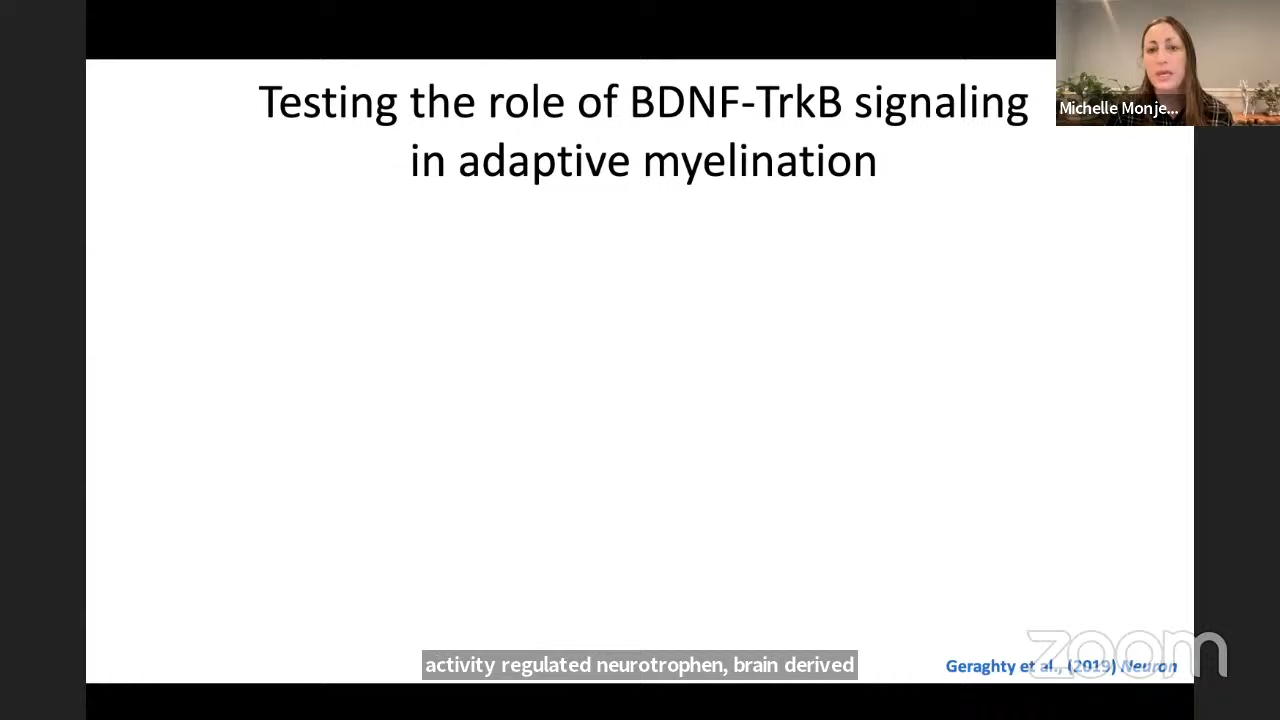 Testing the role of BDNF-TrkB signaling
in adaptive myelination
Michelle Monje...
activity regulated neurotrophen, brain derived
Geraghty et al., (2019) Neuron
zoom